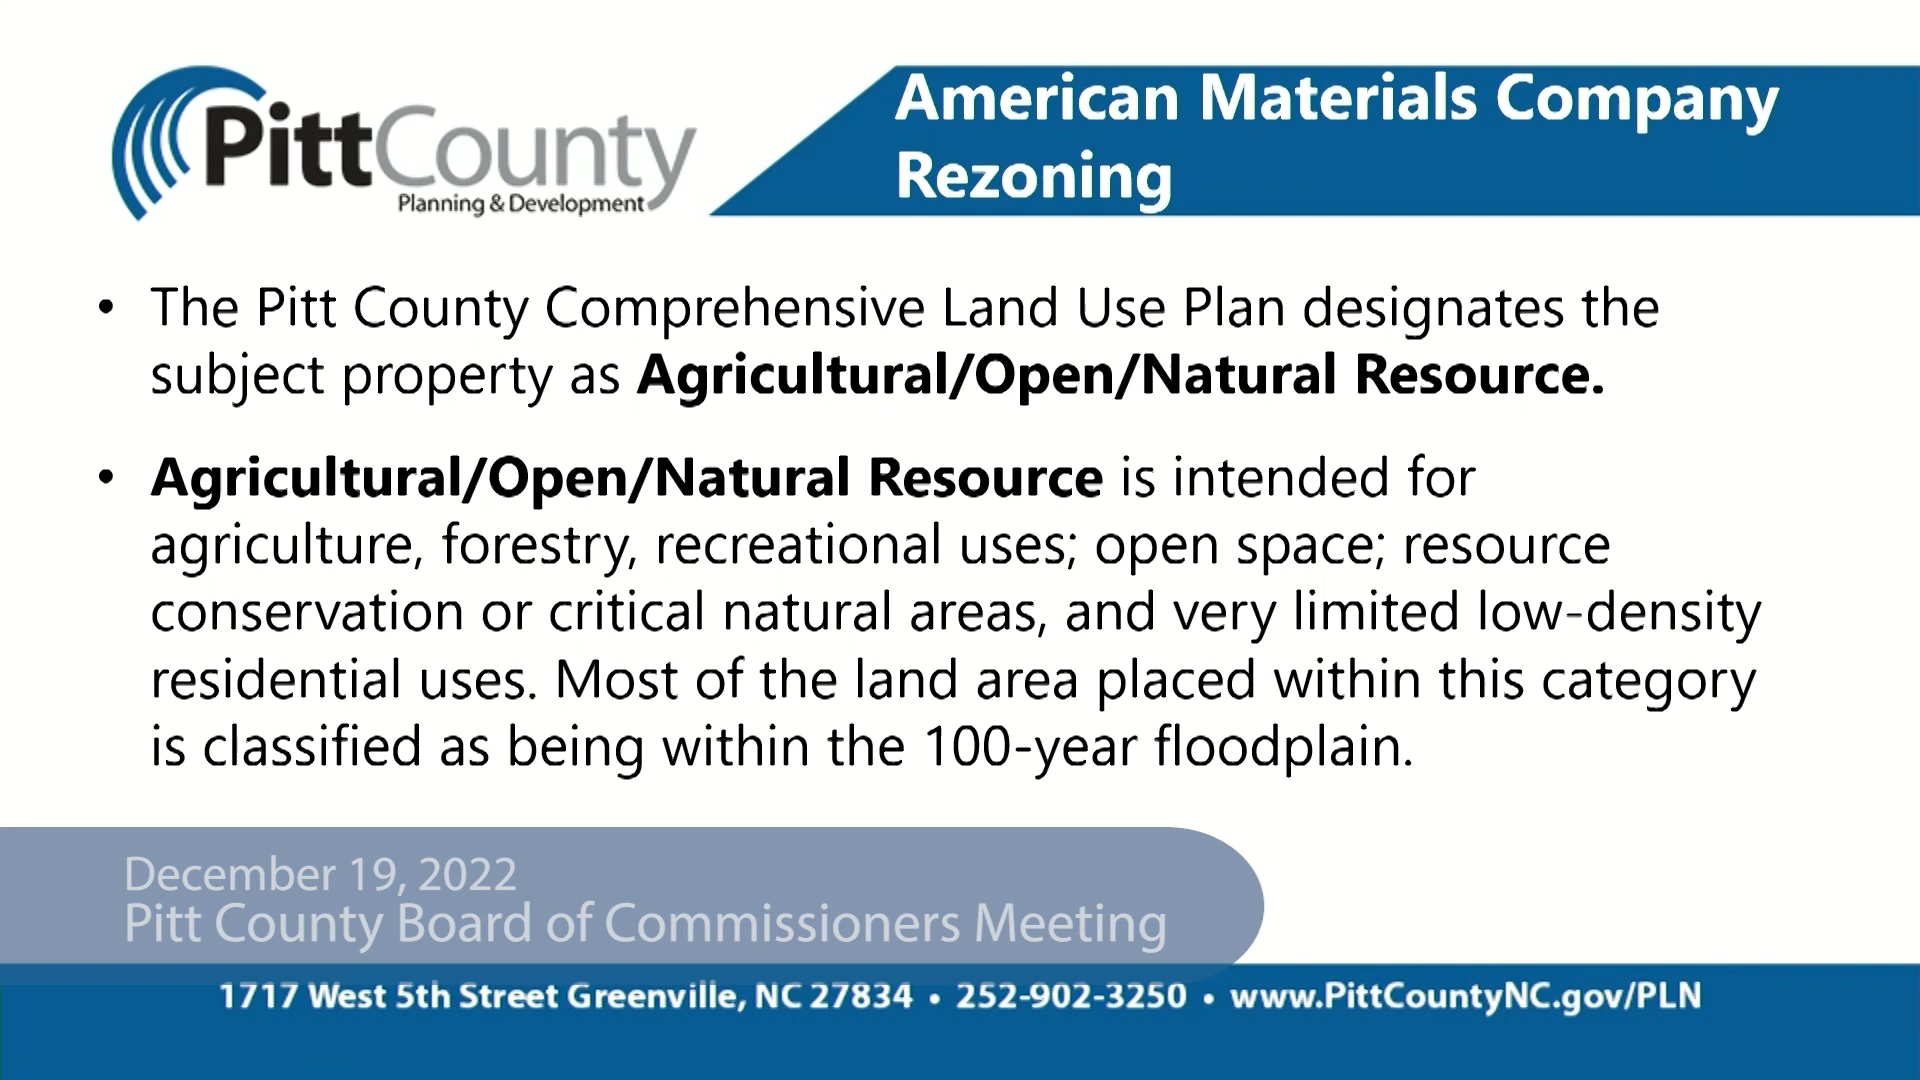 PittCounty
Planning & Development
American Materials Company
Rezoning
• The Pitt County Comprehensive Land Use Plan designates the
subject property as Agricultural/Open/Natural Resource.
• Agricultural/Open/Natural Resource is intended for
agriculture, forestry, recreational uses; open space; resource
conservation or critical natural areas, and very limited low-density
residential uses. Most of the land area placed within this category
is classified as being within the 100-year floodplain.
December 19, 2022
Pitt County Board of Commissioners Meeting
1717 West 5th Street Greenville, NC 27834 • 252-902-3250 • www.PittCountyNC.gov/PLN